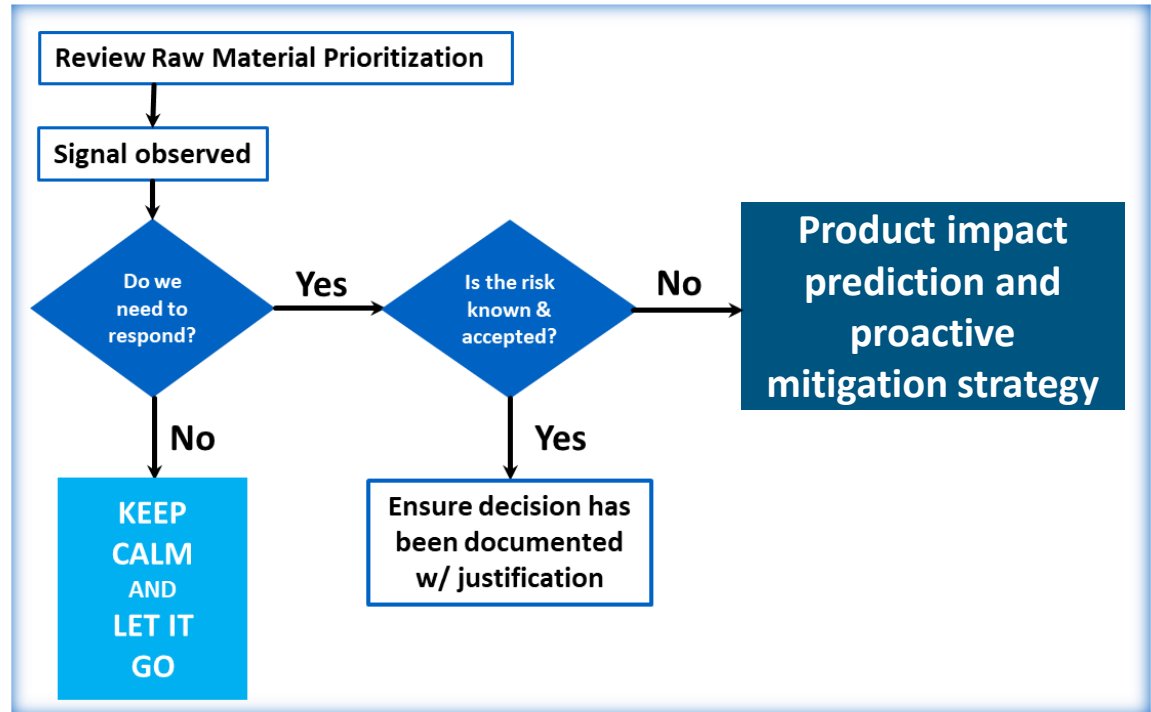 Review Raw Material Prioritization
Signal observed
Do we
need to
respond?
Yes
Is the risk
known &
accepted?
No
Product impact
prediction and
proactive
mitigation strategy
No
Yes
KEEP
CALM
AND
LET IT
GO
Ensure decision has
been documented
w/ justification